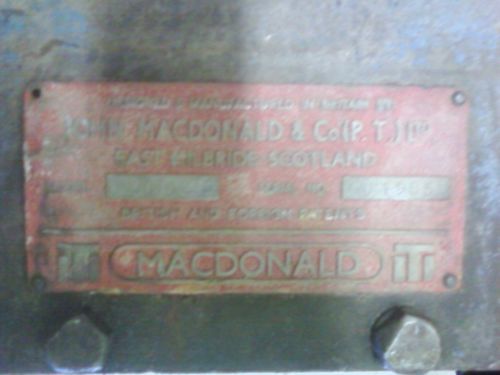 DESIGNED & MANUFACTURED IN BRITAIN BY
JOHN MACDONALD & Co (P. T.) LTD
EAST KILBRIDE SCOTLAND
SERIAL NO
BRITISH AND FOREIGN PATENTS
MACDONALD